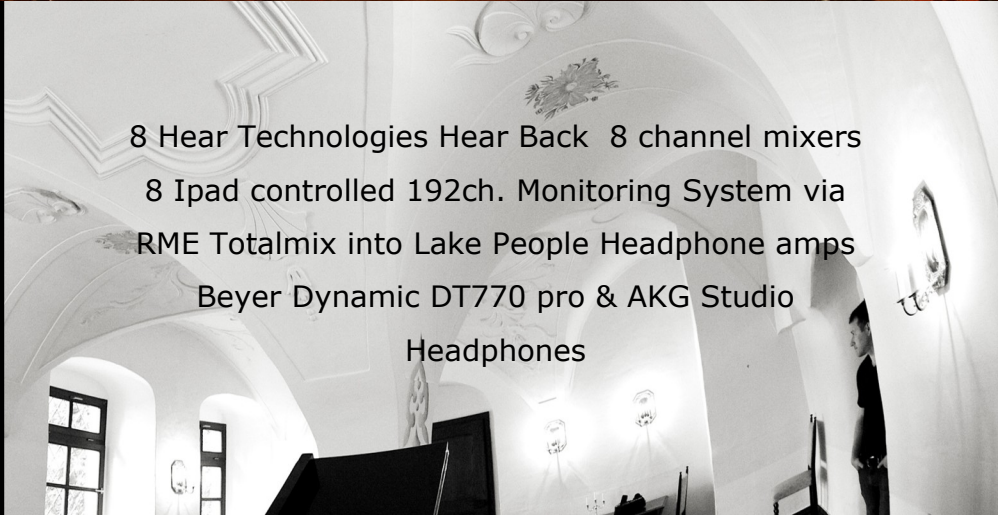 8 Hear Technologies Hear Back  8 channel mixers
8 Ipad controlled 192ch. Monitoring System via
RME Totalmix into Lake People Headphone amps
Beyer Dynamic DT770 pro & AKG Studio
Headphones